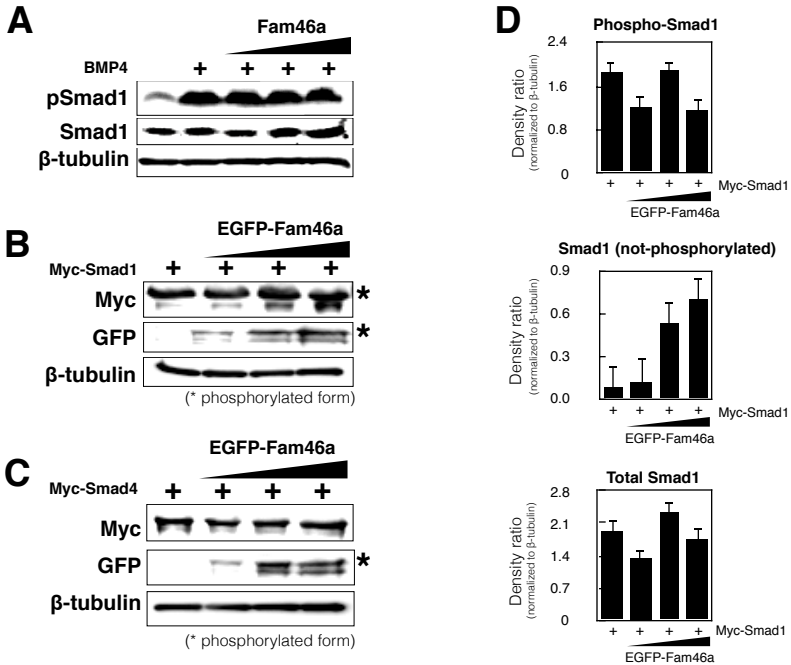 A
Fam46a
BMP4 + + + +
pSmad1
Smad1
β-tubulin
B
EGFP-Fam46a
Myc-Smad1 + + + +
Myc *
GFP *
β-tubulin
(* phosphorylated form)
C
EGFP-Fam46a
Myc-Smad4 + + + +
Myc
GFP *
β-tubulin
(* phosphorylated form)
D
Phospho-Smad1
Density ratio
(normalized to β-tubulin)
2.4
1.6
0.8
0
+ + + + Myc-Smad1
EGFP-Fam46a
Smad1 (not-phosphorylated)
Density ratio
(normalized to β-tubulin)
0.9
0.6
0.3
0.0
+ + + + Myc-Smad1
EGFP-Fam46a
Total Smad1
Density ratio
(normalized to β-tubulin)
2.8
2.1
1.4
0.7
0
+ + + + Myc-Smad1
EGFP-Fam46a